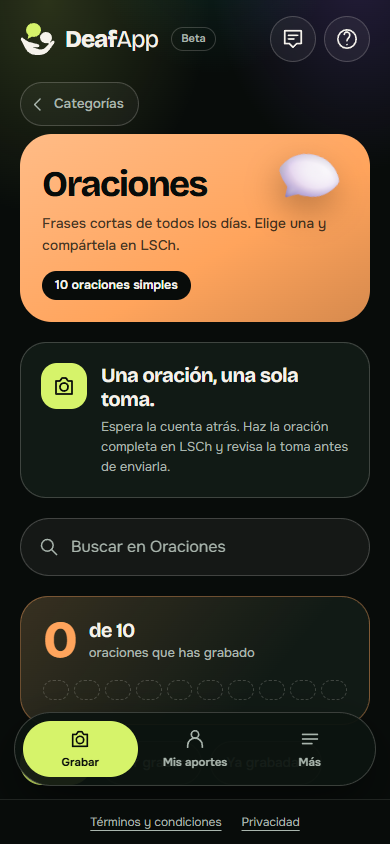 DeafApp
Beta
Categorías
Oraciones
Frases cortas de todos los días. Elige una y
compártela en LSCh.
10 oraciones simples
Una oración, una sola
toma.
Espera la cuenta atrás. Haz la oración
completa en LSCh y revisa la toma antes
de enviarla.
Buscar en Oraciones
0 de 10
oraciones que has grabado
Grabar
Mis aportes
Más
Términos y condiciones
Privacidad